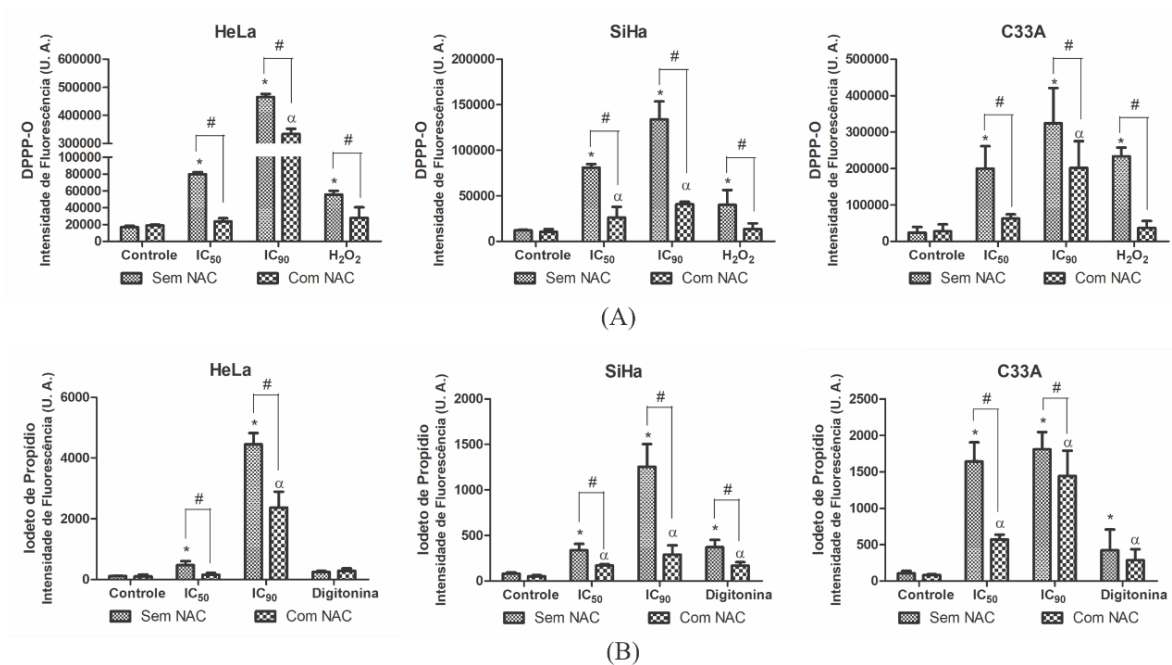 HeLa
DPPP-O
Intensidade de Fluorescência (U. A.)
600000
500000
400000
300000
100000
80000
60000
40000
20000
0
*
#
*
#
α
*
#
Controle IC50 IC90 H2O2
Sem NAC Com NAC
SiHa
DPPP-O
Intensidade de Fluorescência (U. A.)
200000
150000
100000
50000
0
*
#
α
*
#
α
*
#
Controle IC50 IC90 H2O2
Sem NAC Com NAC
C33A
DPPP-O
Intensidade de Fluorescência (U. A.)
500000
400000
300000
200000
100000
0
*
#
*
#
α
*
#
Controle IC50 IC90 H2O2
Sem NAC Com NAC
(A)
HeLa
Iodeto de Propídio
Intensidade de Fluorescência (U. A.)
6000
4000
2000
0
*
#
*
#
α
Controle IC50 IC90 Digitonina
Sem NAC Com NAC
SiHa
Iodeto de Propídio
Intensidade de Fluorescência (U. A.)
2000
1500
1000
500
0
*
#
α
*
#
α
*
#
α
Controle IC50 IC90 Digitonina
Sem NAC Com NAC
C33A
Iodeto de Propídio
Intensidade de Fluorescência (U. A.)
2500
2000
1500
1000
500
0
*
#
α
*
#
α
*
α
Controle IC50 IC90 Digitonina
Sem NAC Com NAC
(B)